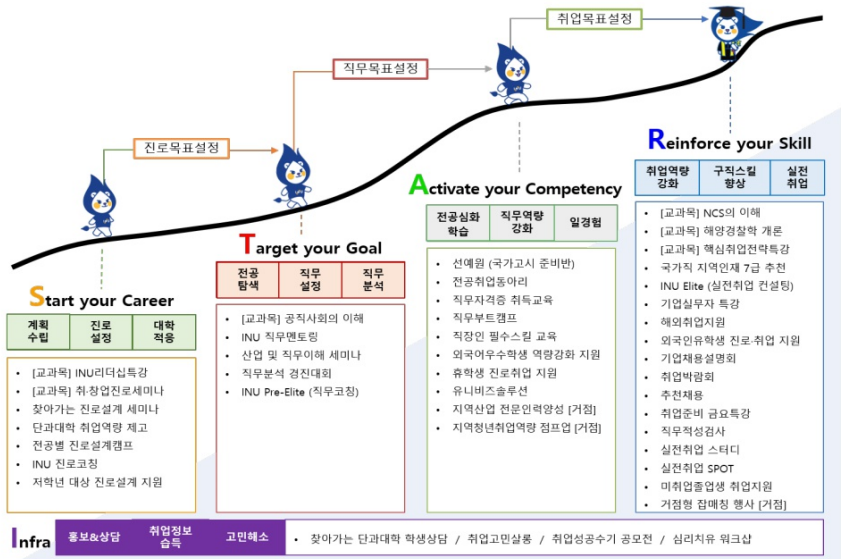 취업목표설정
직무목표설정
진로목표설정
Start your Career
계획
수립
진로
설정
대학
적응
• [교과목] INU리더십특강
• [교과목] 취·창업진로세미나
• 찾아가는 진로설계 세미나
• 단과대학 취업역량 제고
• 전공별 진로설계캠프
• INU 진로코칭
• 저학년 대상 진로설계 지원
Target your Goal
전공
탐색
직무
설정
직무
분석
• [교과목] 공직사회의 이해
• INU 직무멘토링
• 산업 및 직무이해 세미나
• 직무분석 경진대회
• INU Pre-Elite (직무코칭)
Activate your Competency
전공심화
학습
직무역량
강화
일경험
• 선예원 (국가고시 준비반)
• 전공취업동아리
• 직무자격증 취득교육
• 직무부트캠프
• 직장인 필수스킬 교육
• 외국어우수학생 역량강화 지원
• 휴학생 진로취업 지원
• 유니비즈솔루션
• 지역산업 전문인력양성 [거점]
• 지역청년취업역량 점프업 [거점]
Reinforce your Skill
취업역량
강화
구직스킬
향상
실전
취업
• [교과목] NCS의 이해
• [교과목] 해양경찰학 개론
• [교과목] 핵심취업전략특강
• 국가직 지역인재 7급 추천
• INU Elite (실전취업 컨설팅)
• 기업실무자 특강
• 해외취업지원
• 외국인유학생 진로·취업 지원
• 기업채용설명회
• 취업박람회
• 추천채용
• 취업준비 금요특강
• 직무적성검사
• 실전취업 스터디
• 실전취업 SPOT
• 미취업졸업생 취업지원
• 거점형 잡매칭 행사 [거점]
Infra
홍보&상담
취업정보
습득
고민해소
• 찾아가는 단과대학 학생상담 / 취업고민살롱 / 취업성공수기 공모전 / 심리치유 워크샵